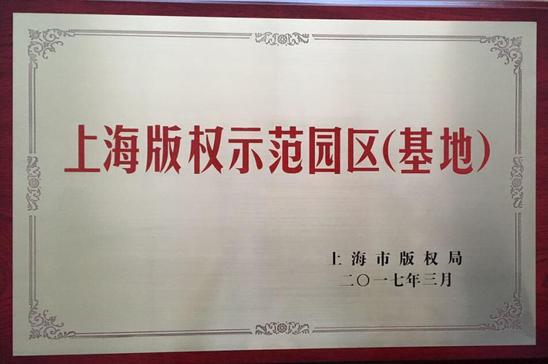 上海版权示范园区(基地)
上海市版权局
二〇一七年三月